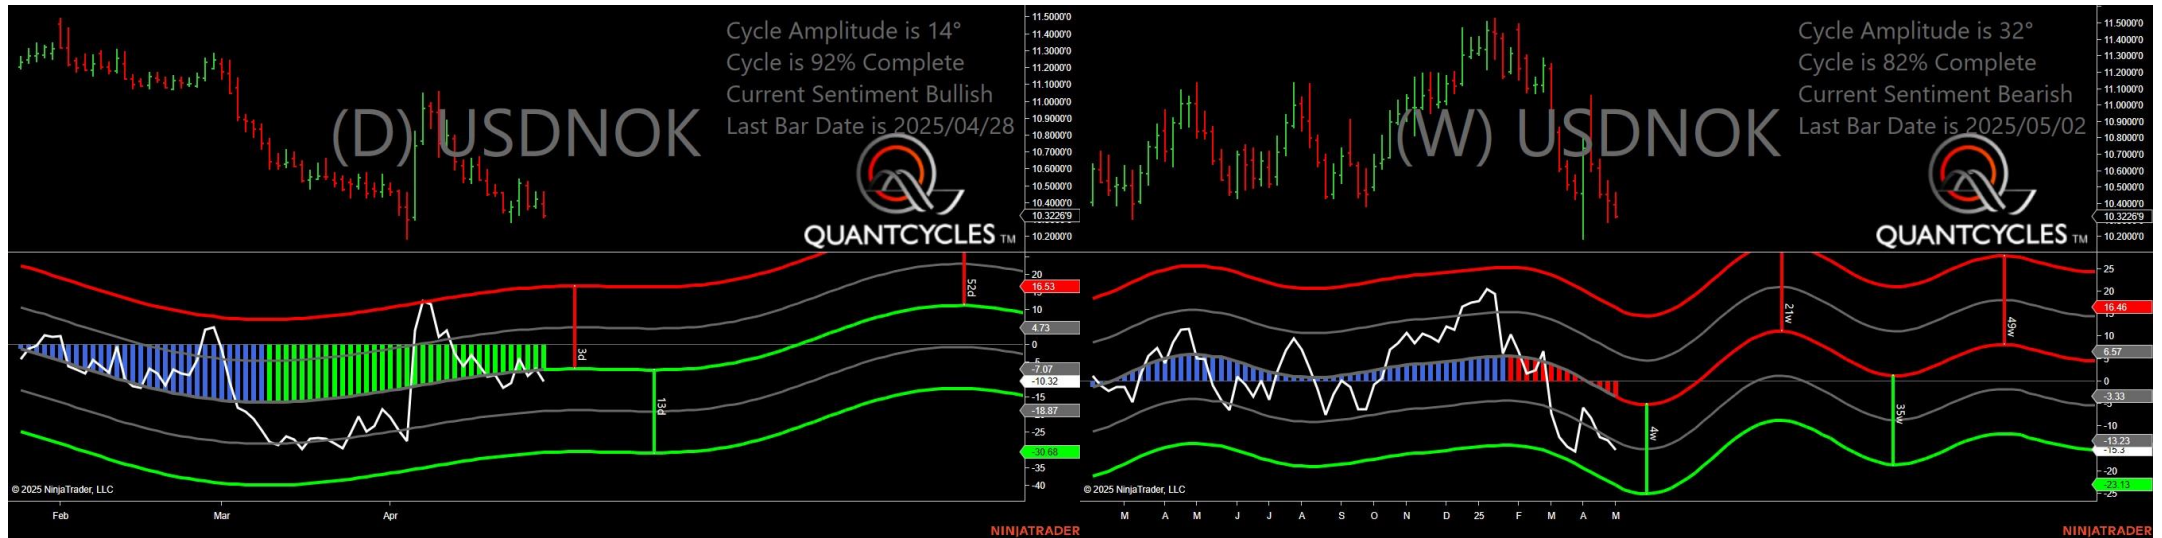 Cycle Amplitude is 14°
Cycle is 92% Complete
Current Sentiment Bullish
Last Bar Date is 2025/04/28
(D) USDNOK
QUANTCYCLES TM
11.5000'0
11.4000'0
11.3000'0
11.2000'0
11.1000'0
11.0000'0
10.9000'0
10.8000'0
10.7000'0
10.6000'0
10.5000'0
10.4000'0
10.3226'9
10.2000'0
20
16.53
10
4.73
0
-7.07
-10.32
-15
-18.87
-25
-30.68
-35
-40
3d
13d
52d
© 2025 NinjaTrader, LLC
Feb
Mar
Apr
NINJATRADER
Cycle Amplitude is 32°
Cycle is 82% Complete
Current Sentiment Bearish
Last Bar Date is 2025/05/02
(W) USDNOK
QUANTCYCLES TM
11.5000'0
11.4000'0
11.3000'0
11.2000'0
11.1000'0
11.0000'0
10.9000'0
10.8000'0
10.7000'0
10.6000'0
10.5000'0
10.4000'0
10.3226'9
10.2000'0
25
20
16.46
10
6.57
0
-3.33
-10
-13.23
-15.3
-20
-23.13
-25
4w
21w
35w
49w
© 2025 NinjaTrader, LLC
M A M J J A S O N D 25 F M A M
NINJATRADER